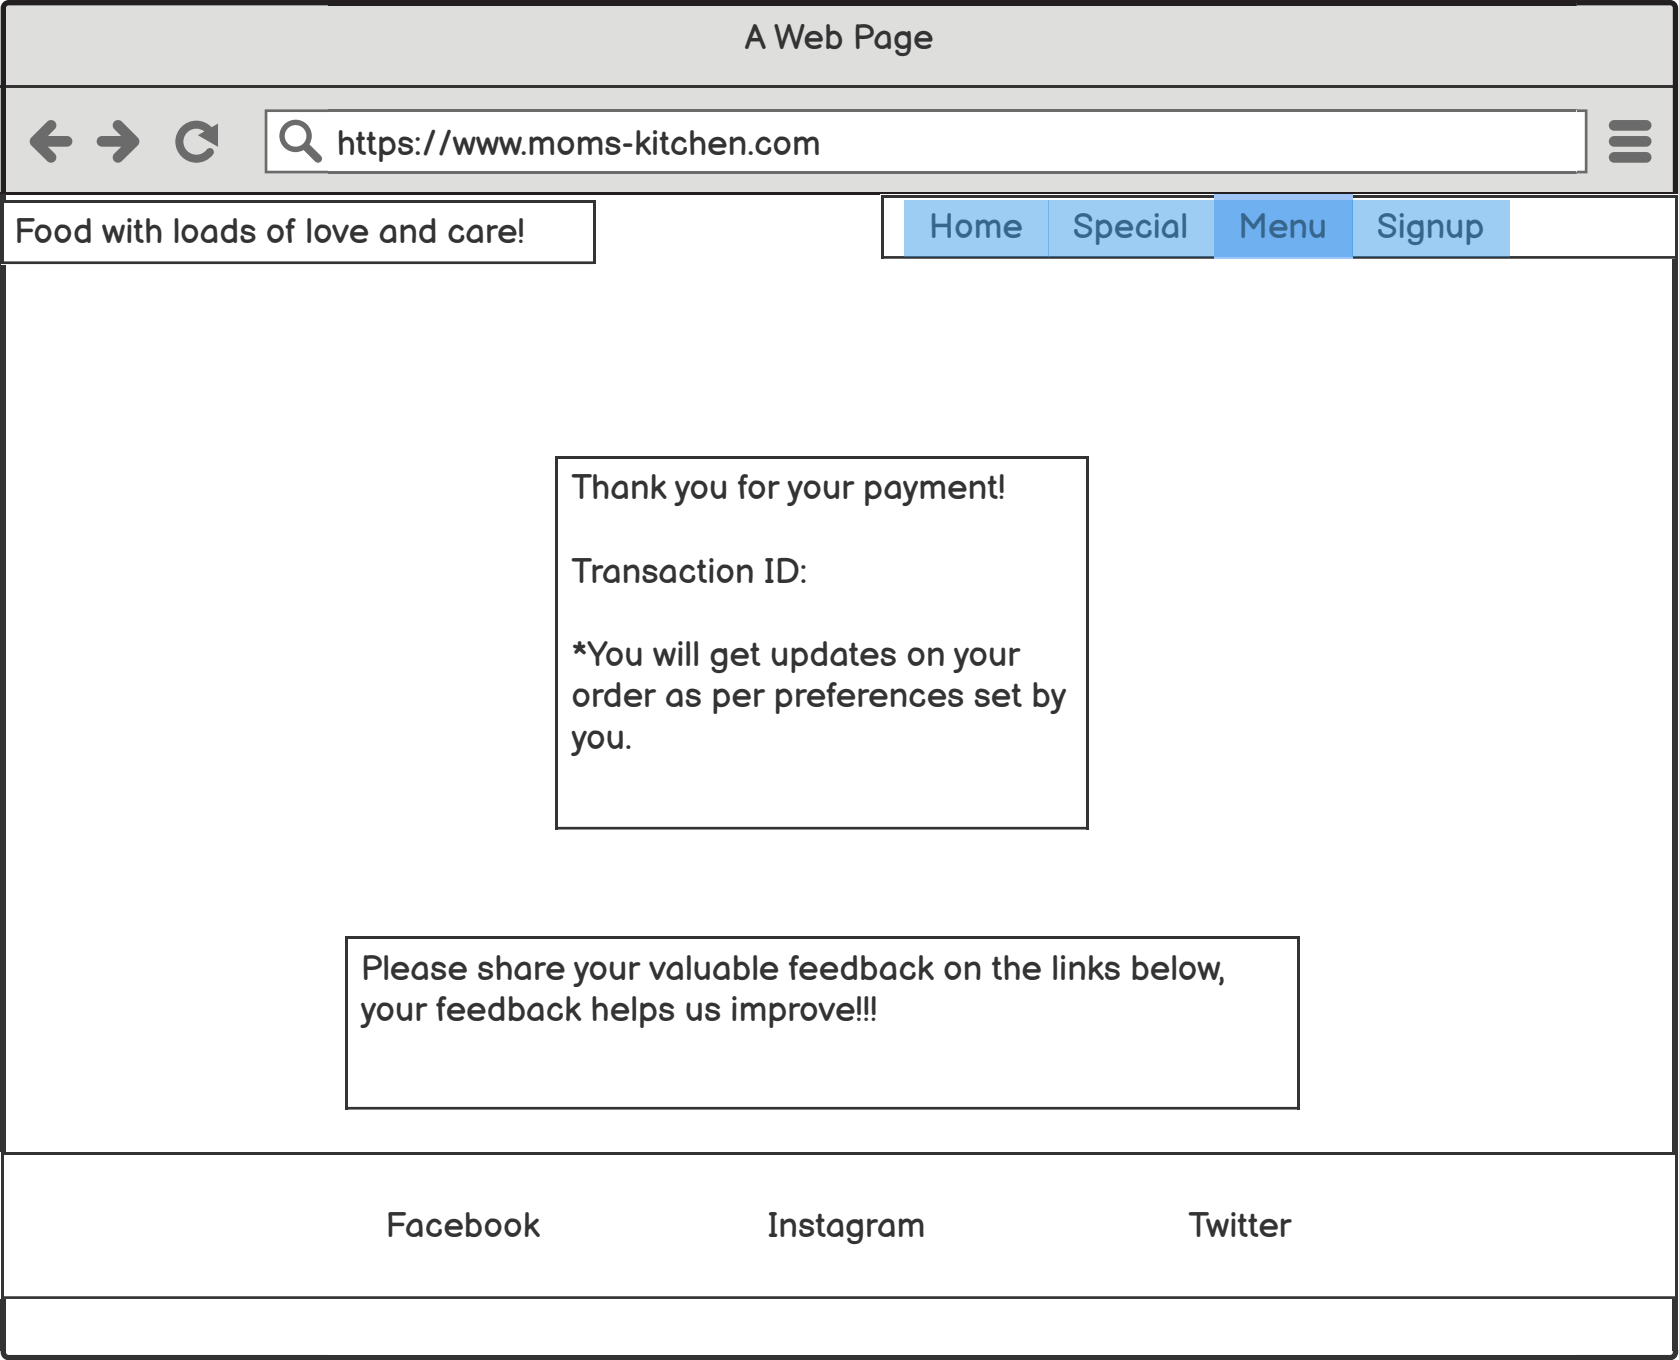 A Web Page
https://www.moms-kitchen.com
Food with loads of love and care!
Home Special Menu Signup
Thank you for your payment!
Transaction ID:
*You will get updates on your
order as per preferences set by
you.
Please share your valuable feedback on the links below,
your feedback helps us improve!!!
Facebook Instagram Twitter